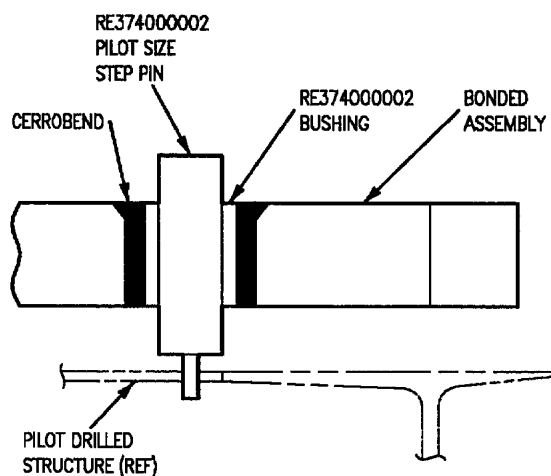 RE374000002
PILOT SIZE
STEP PIN
CERROBEND
RE374000002
BUSHING
BONDED
ASSEMBLY
PILOT DRILLED
STRUCTURE (REF)